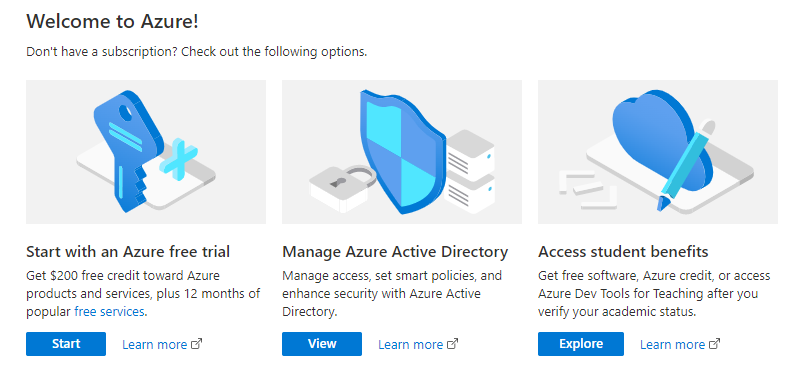 Welcome to Azure!
Don't have a subscription? Check out the following options.
Start with an Azure free trial
Get $200 free credit toward Azure
products and services, plus 12 months of
popular free services.
Start
Learn more
Manage Azure Active Directory
Manage access, set smart policies, and
enhance security with Azure Active
Directory.
View
Learn more
Access student benefits
Get free software, Azure credit, or access
Azure Dev Tools for Teaching after you
verify your academic status.
Explore
Learn more